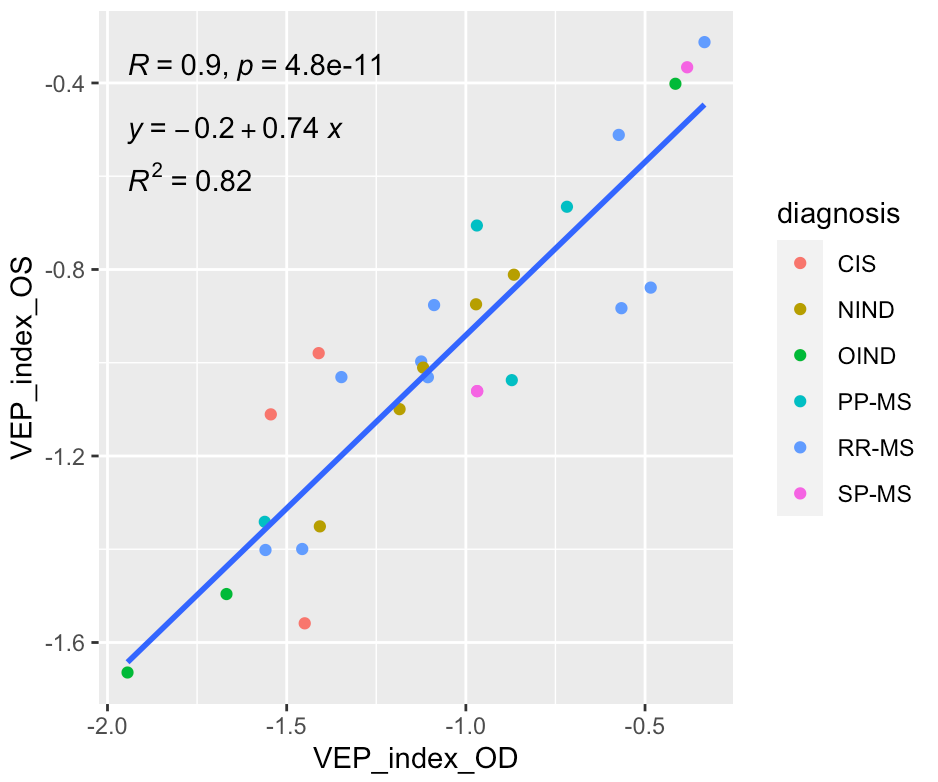 R = 0.9, p = 4.8e-11
y = −0.2 + 0.74 x
R² = 0.82
-0.4
-0.8
-1.2
-1.6
VEP_index_OS
-2.0 -1.5 -1.0 -0.5
VEP_index_OD
diagnosis
CIS
NIND
OIND
PP-MS
RR-MS
SP-MS